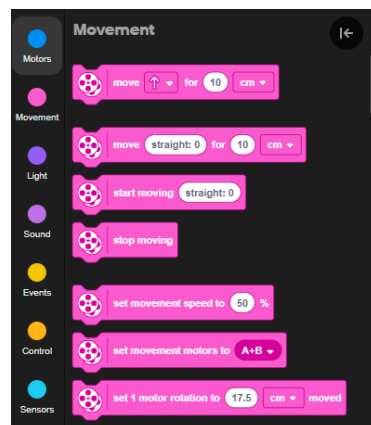 Movement
Motors
Movement
Light
Sound
Events
Control
Sensors
move for 10 cm
move straight: 0 for 10 cm
start moving straight: 0
stop moving
set movement speed to 50 %
set movement motors to A+B
set 1 motor rotation to 17.5 cm moved